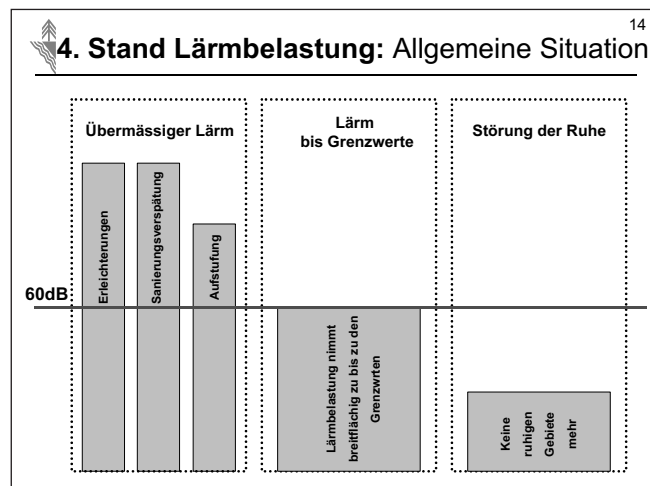 14
4. Stand Lärmbelastung: Allgemeine Situation
Übermässiger Lärm
Erleichterungen
Sanierungsverspätung
Aufstufung
Lärm
bis Grenzwerte
Störung der Ruhe
60dB
Lärmbelastung nimmt
breitflächig zu bis zu den
Grenzwrten
Keine
ruhigen
Gebiete
mehr